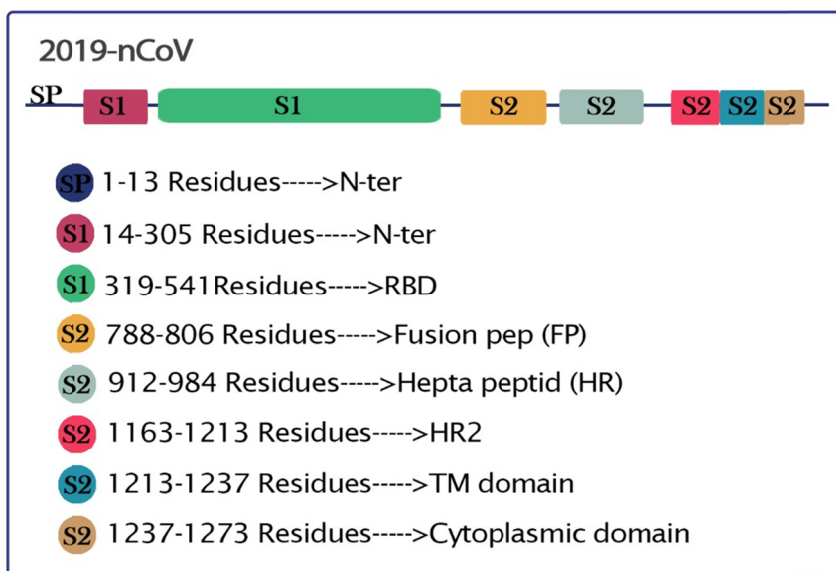 2019-nCoV
SP S1 S1 S2 S2 S2 S2 S2
SP 1-13 Residues----->N-ter
S1 14-305 Residues----->N-ter
S1 319-541Residues----->RBD
S2 788-806 Residues----->Fusion pep (FP)
S2 912-984 Residues----->Hepta peptid (HR)
S2 1163-1213 Residues----->HR2
S2 1213-1237 Residues----->TM domain
S2 1237-1273 Residues----->Cytoplasmic domain